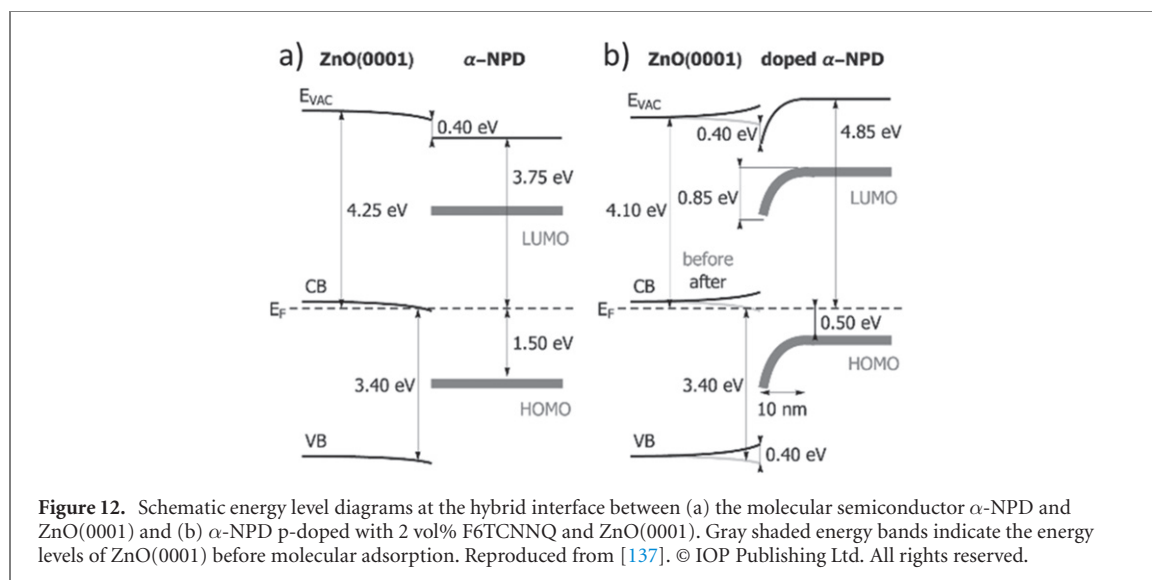 a) ZnO(0001) α-NPD
E_VAC
0.40 eV
3.75 eV
4.25 eV
LUMO
CB
E_F
1.50 eV
3.40 eV
HOMO
VB
b) ZnO(0001) doped α-NPD
E_VAC
0.40 eV
4.85 eV
0.85 eV
4.10 eV
LUMO
before
after
CB
E_F
0.50 eV
HOMO
3.40 eV
10 nm
VB
0.40 eV
Figure 12. Schematic energy level diagrams at the hybrid interface between (a) the molecular semiconductor α-NPD and
ZnO(0001) and (b) α-NPD p-doped with 2 vol% F6TCNNQ and ZnO(0001). Gray shaded energy bands indicate the energy
levels of ZnO(0001) before molecular adsorption. Reproduced from [137]. © IOP Publishing Ltd. All rights reserved.